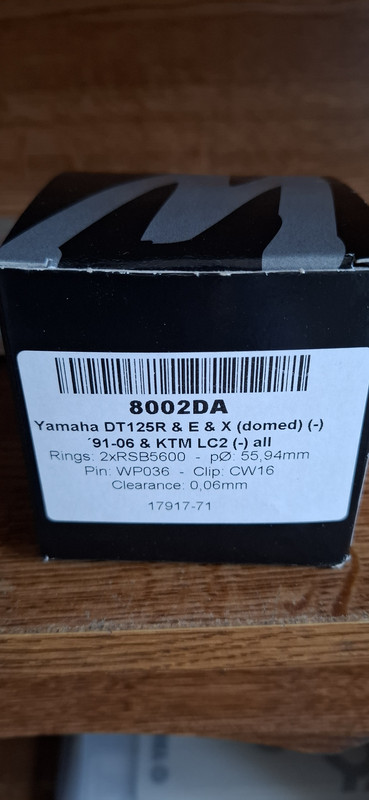 8002DA
Yamaha DT125R & E & X (domed) (-)
´91-06 & KTM LC2 (-) all
Rings: 2xRSB5600 - pØ: 55,94mm
Pin: WP036 - Clip: CW16
Clearance: 0,06mm
17917-71